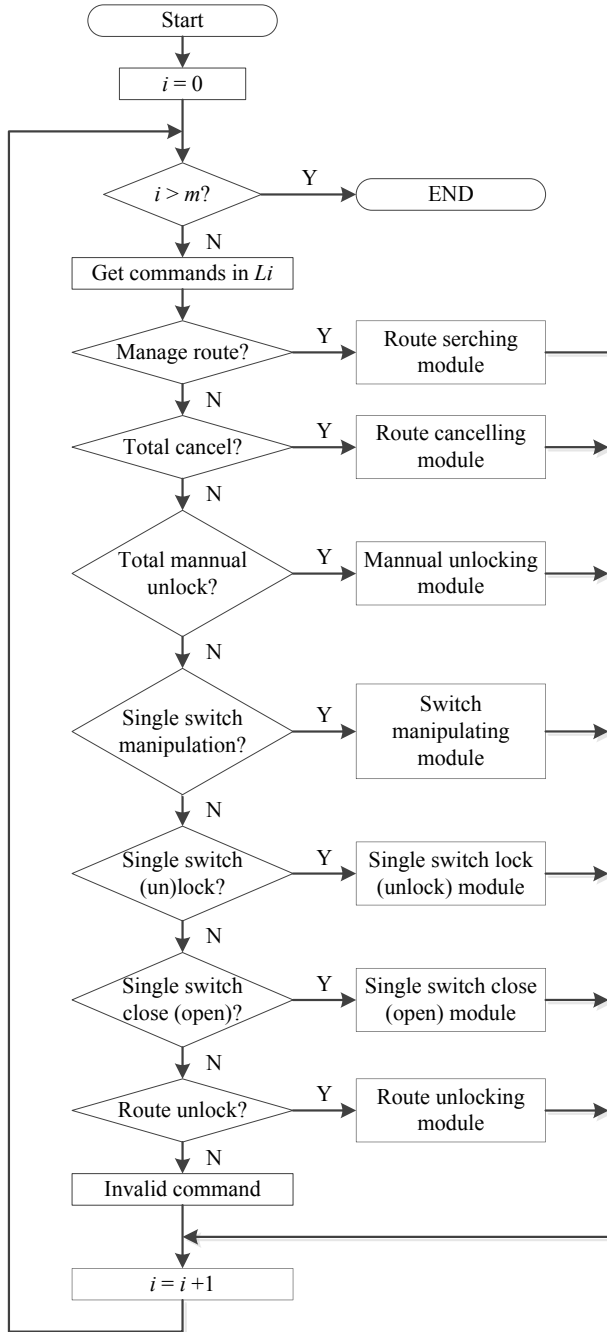 Start
i = 0
i > m?
Y
END
N
Get commands in Li
Manage route?
Y
Route serching
module
N
Total cancel?
Y
Route cancelling
module
N
Total mannual
unlock?
Y
Mannual unlocking
module
N
Single switch
manipulation?
Y
Switch
manipulating
module
N
Single switch
(un)lock?
Y
Single switch lock
(unlock) module
N
Single switch
close (open)?
Y
Single switch close
(open) module
N
Route unlock?
Y
Route unlocking
module
N
Invalid command
i = i +1